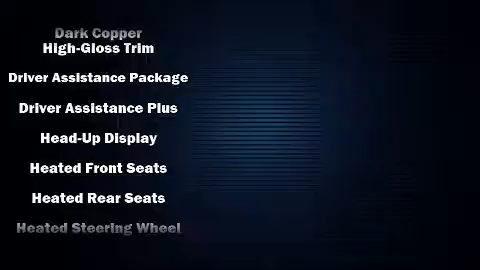 Dark Copper
High-Gloss Trim
Driver Assistance Package
Driver Assistance Plus
Head-Up Display
Heated Front Seats
Heated Rear Seats
Heated Steering Wheel